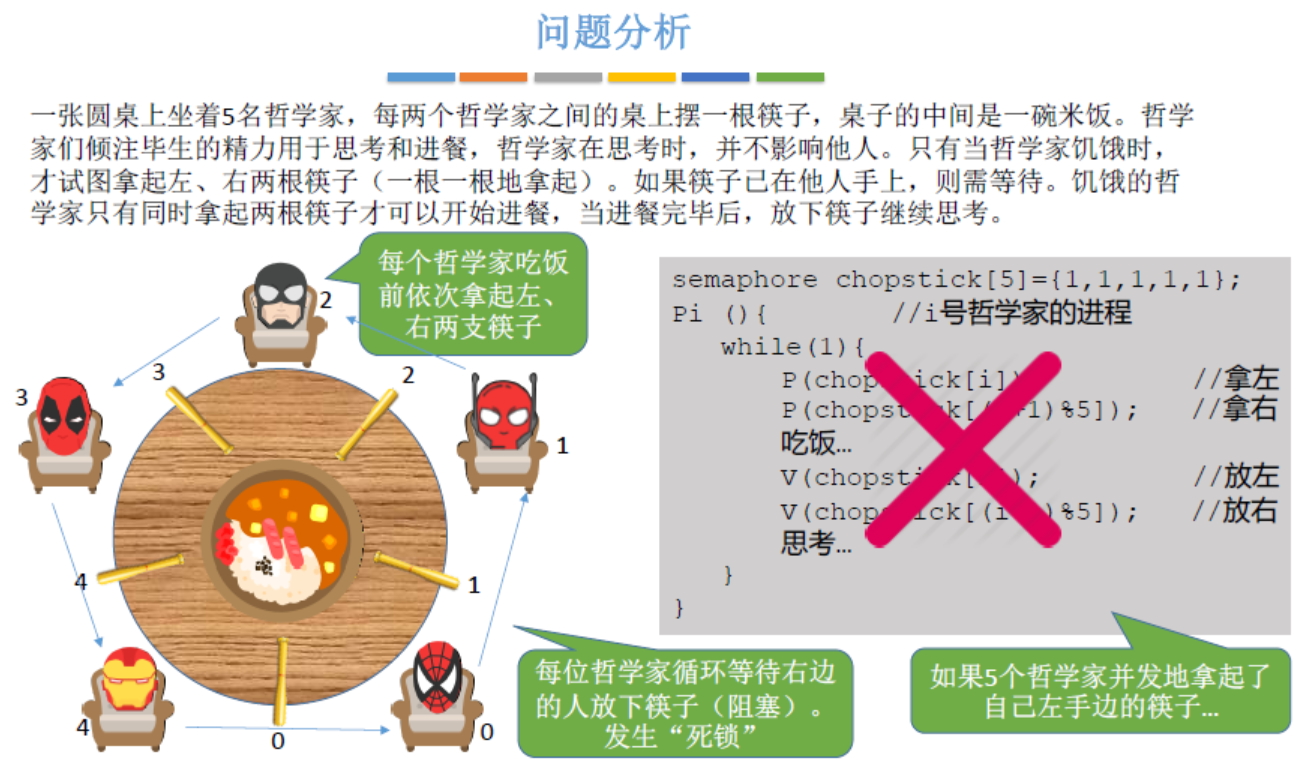 问题分析
一张圆桌上坐着5名哲学家，每两个哲学家之间的桌上摆一根筷子，桌子的中间是一碗米饭。哲学
家们倾注毕生的精力用于思考和进餐，哲学家在思考时，并不影响他人。只有当哲学家饥饿时，
才试图拿起左、右两根筷子（一根一根地拿起）。如果筷子已在他人手上，则需等待。饥饿的哲
学家只有同时拿起两根筷子才可以开始进餐，当进餐完毕后，放下筷子继续思考。
每个哲学家吃饭
前依次拿起左、
右两支筷子
2
3
2
3
1
4
1
4
0
0
每位哲学家循环等待右边
的人放下筷子（阻塞）。
发生“死锁”
semaphore chopstick[5]={1,1,1,1,1};
Pi (){ //i号哲学家的进程
while(1){
P(chopstick[i]) //拿左
P(chopstick[(i+1)%5]); //拿右
吃饭…
V(chopstick[i]); //放左
V(chopstick[(i+1)%5]); //放右
思考…
}
}
如果5个哲学家并发地拿起了
自己左手边的筷子…